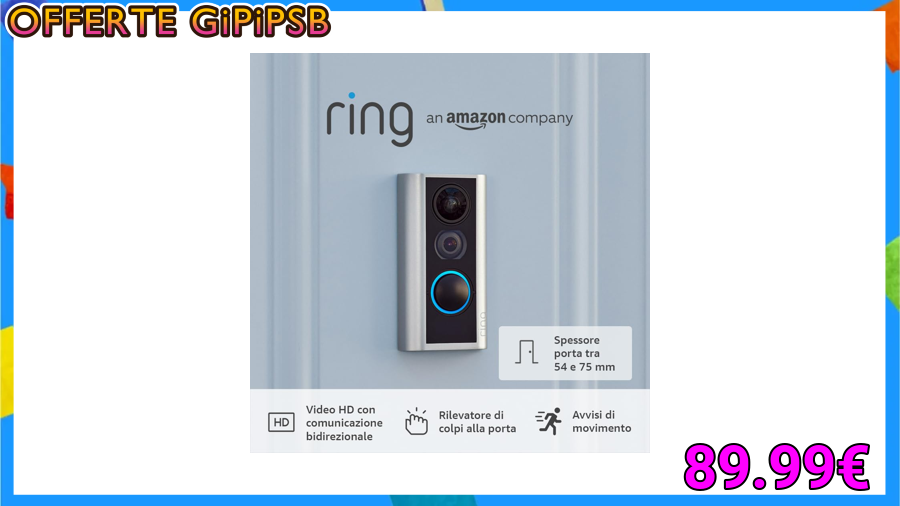 OFFERTE GiPiPSB
ring
an amazon company
Spessore
porta tra
54 e 75 mm
HD
Video HD con
comunicazione
bidirezionale
Rilevatore di
colpi alla porta
Avvisi di
movimento
89.99€